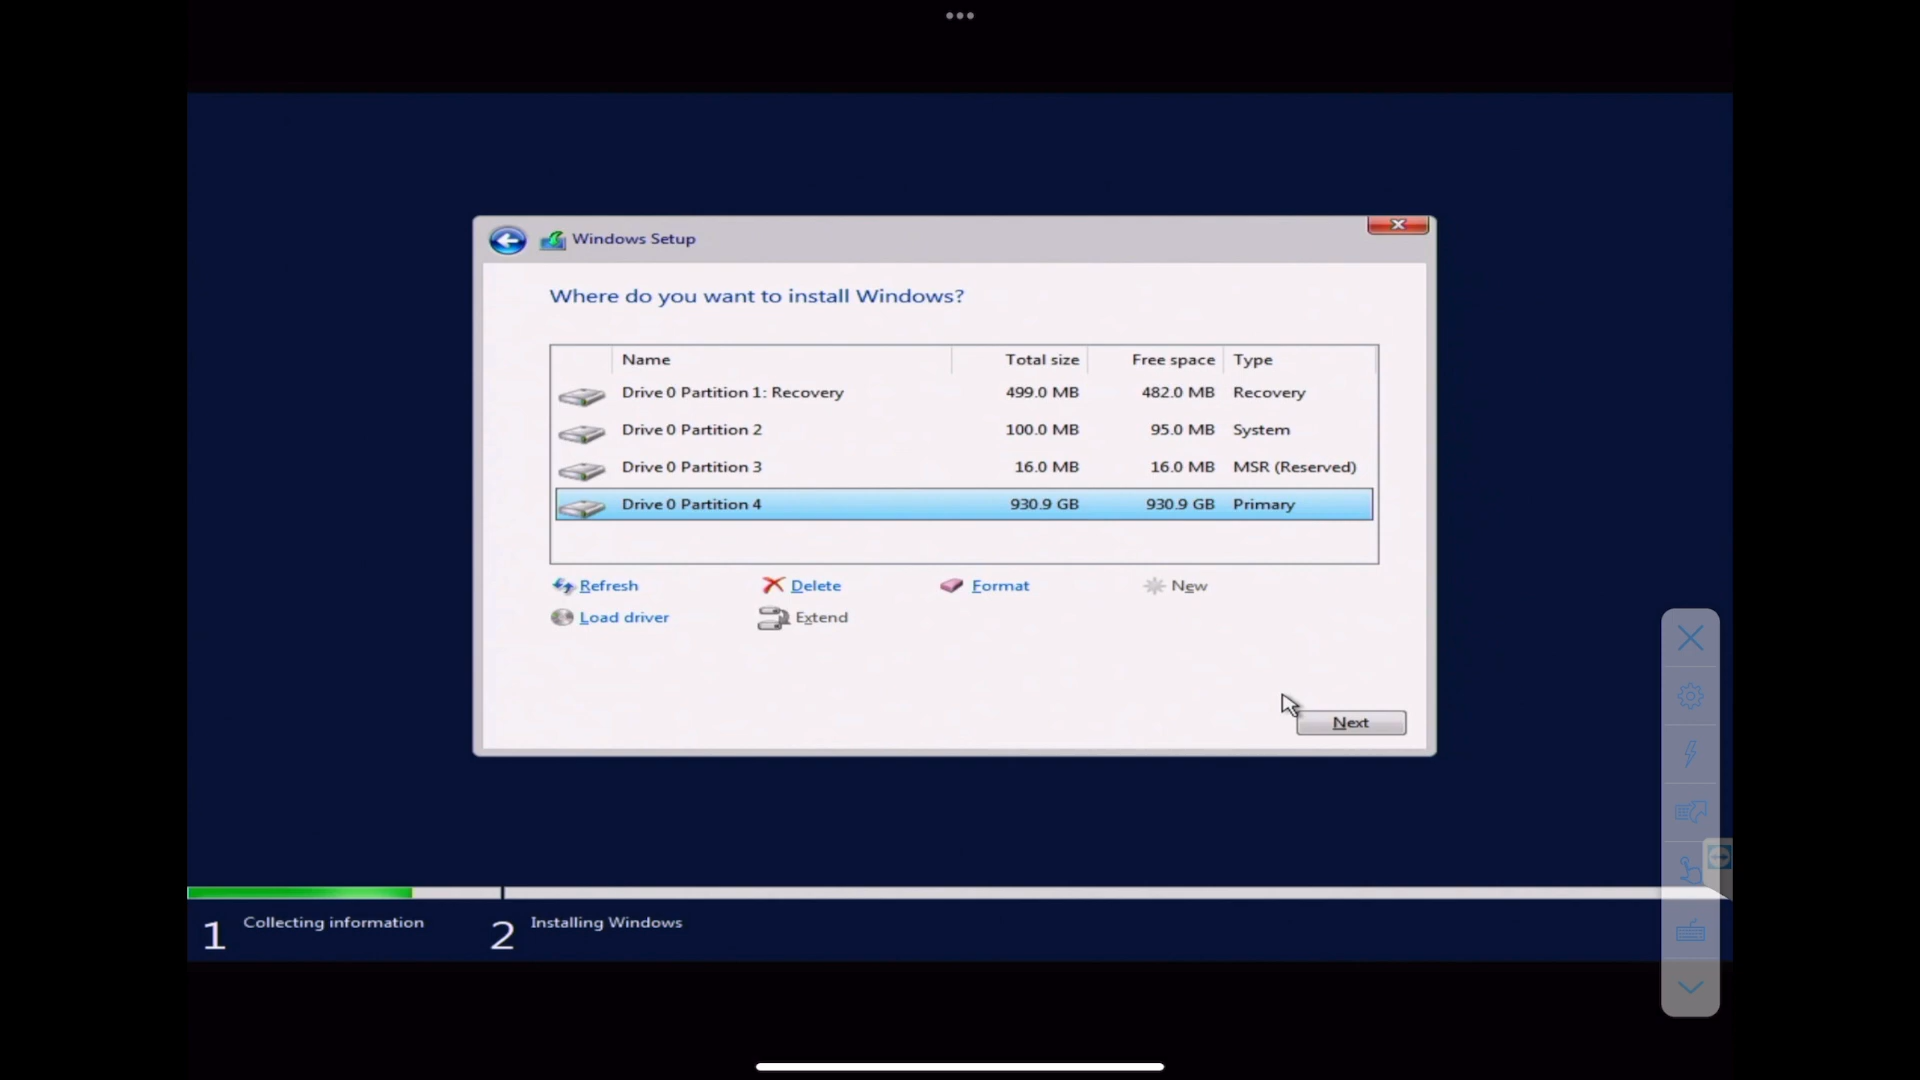 Windows Setup
Where do you want to install Windows?
Name Total size Free space Type
Drive 0 Partition 1: Recovery 499.0 MB 482.0 MB Recovery
Drive 0 Partition 2 100.0 MB 95.0 MB System
Drive 0 Partition 3 16.0 MB 16.0 MB MSR (Reserved)
Drive 0 Partition 4 930.9 GB 930.9 GB Primary
Refresh Delete Format New
Load driver Extend
Next
1 Collecting information 2 Installing Windows